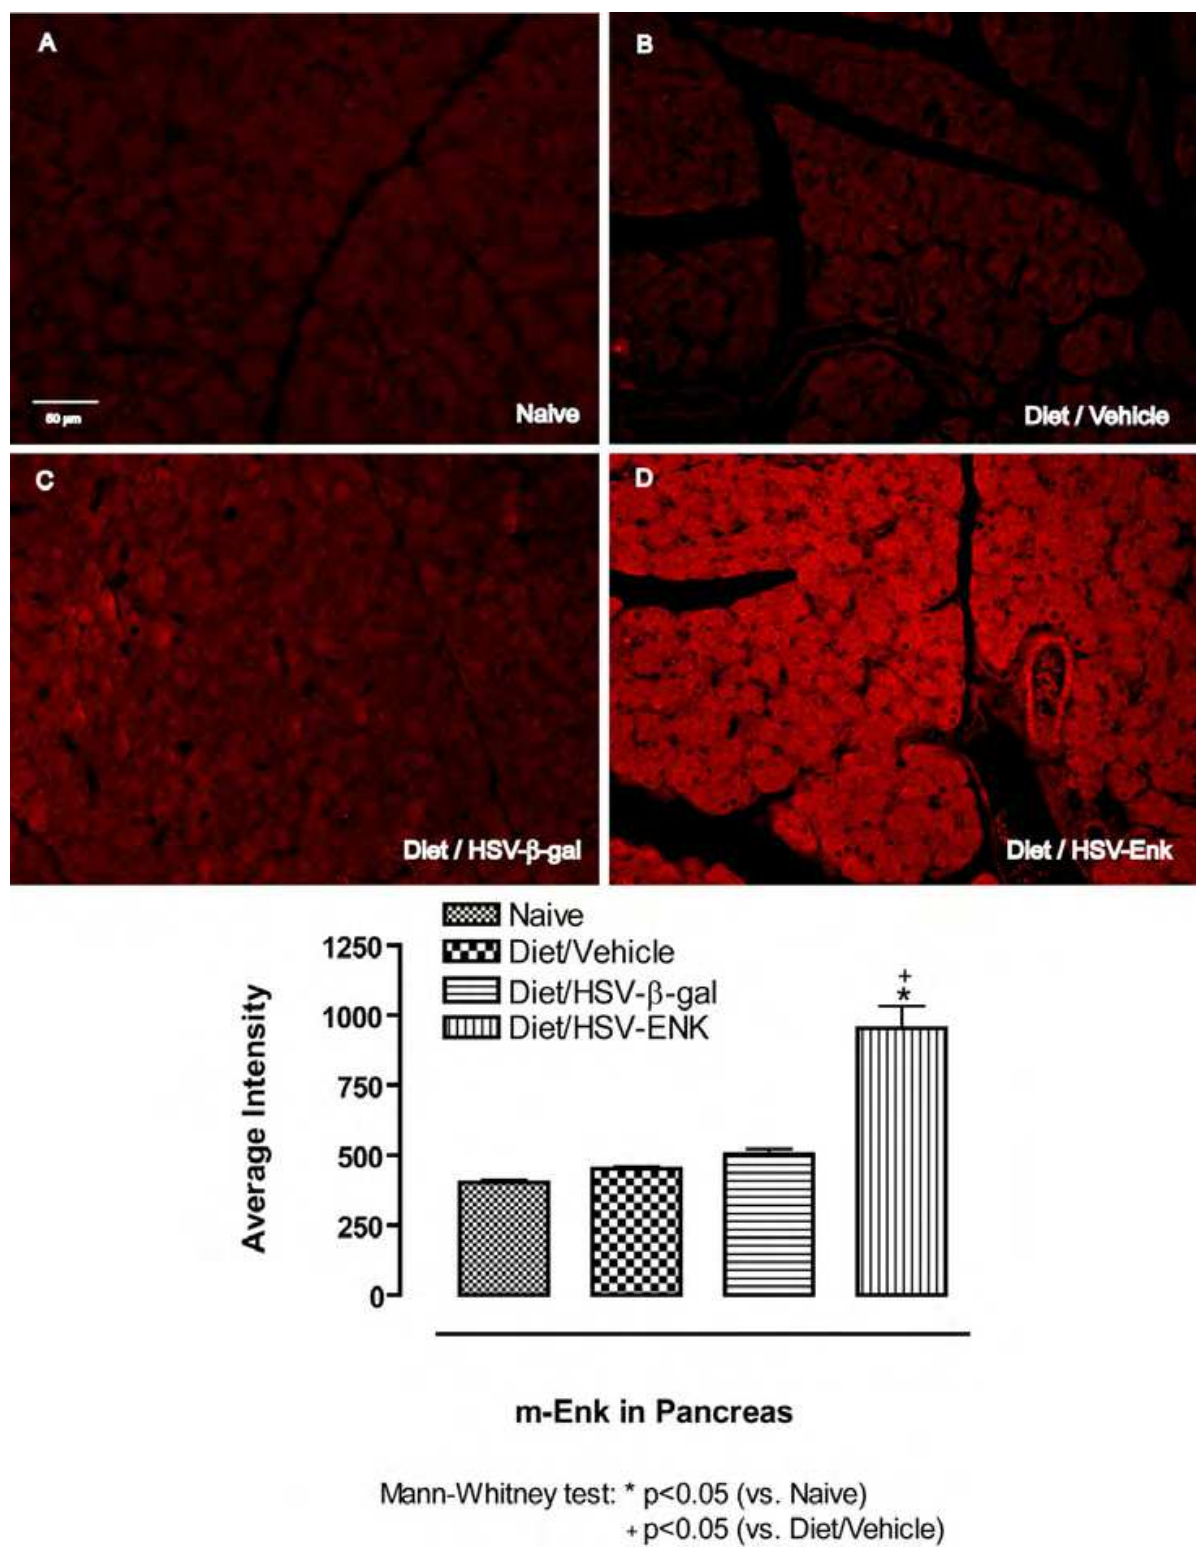 A
B
50 µm
Naive
Diet / Vehicle
C
D
Diet / HSV-β-gal
Diet / HSV-Enk
Naive
Diet/Vehicle
Diet/HSV-β-gal
Diet/HSV-ENK
1250
1000
750
500
250
0
Average Intensity
+
*
m-Enk in Pancreas
Mann-Whitney test: * p<0.05 (vs. Naive)
+ p<0.05 (vs. Diet/Vehicle)